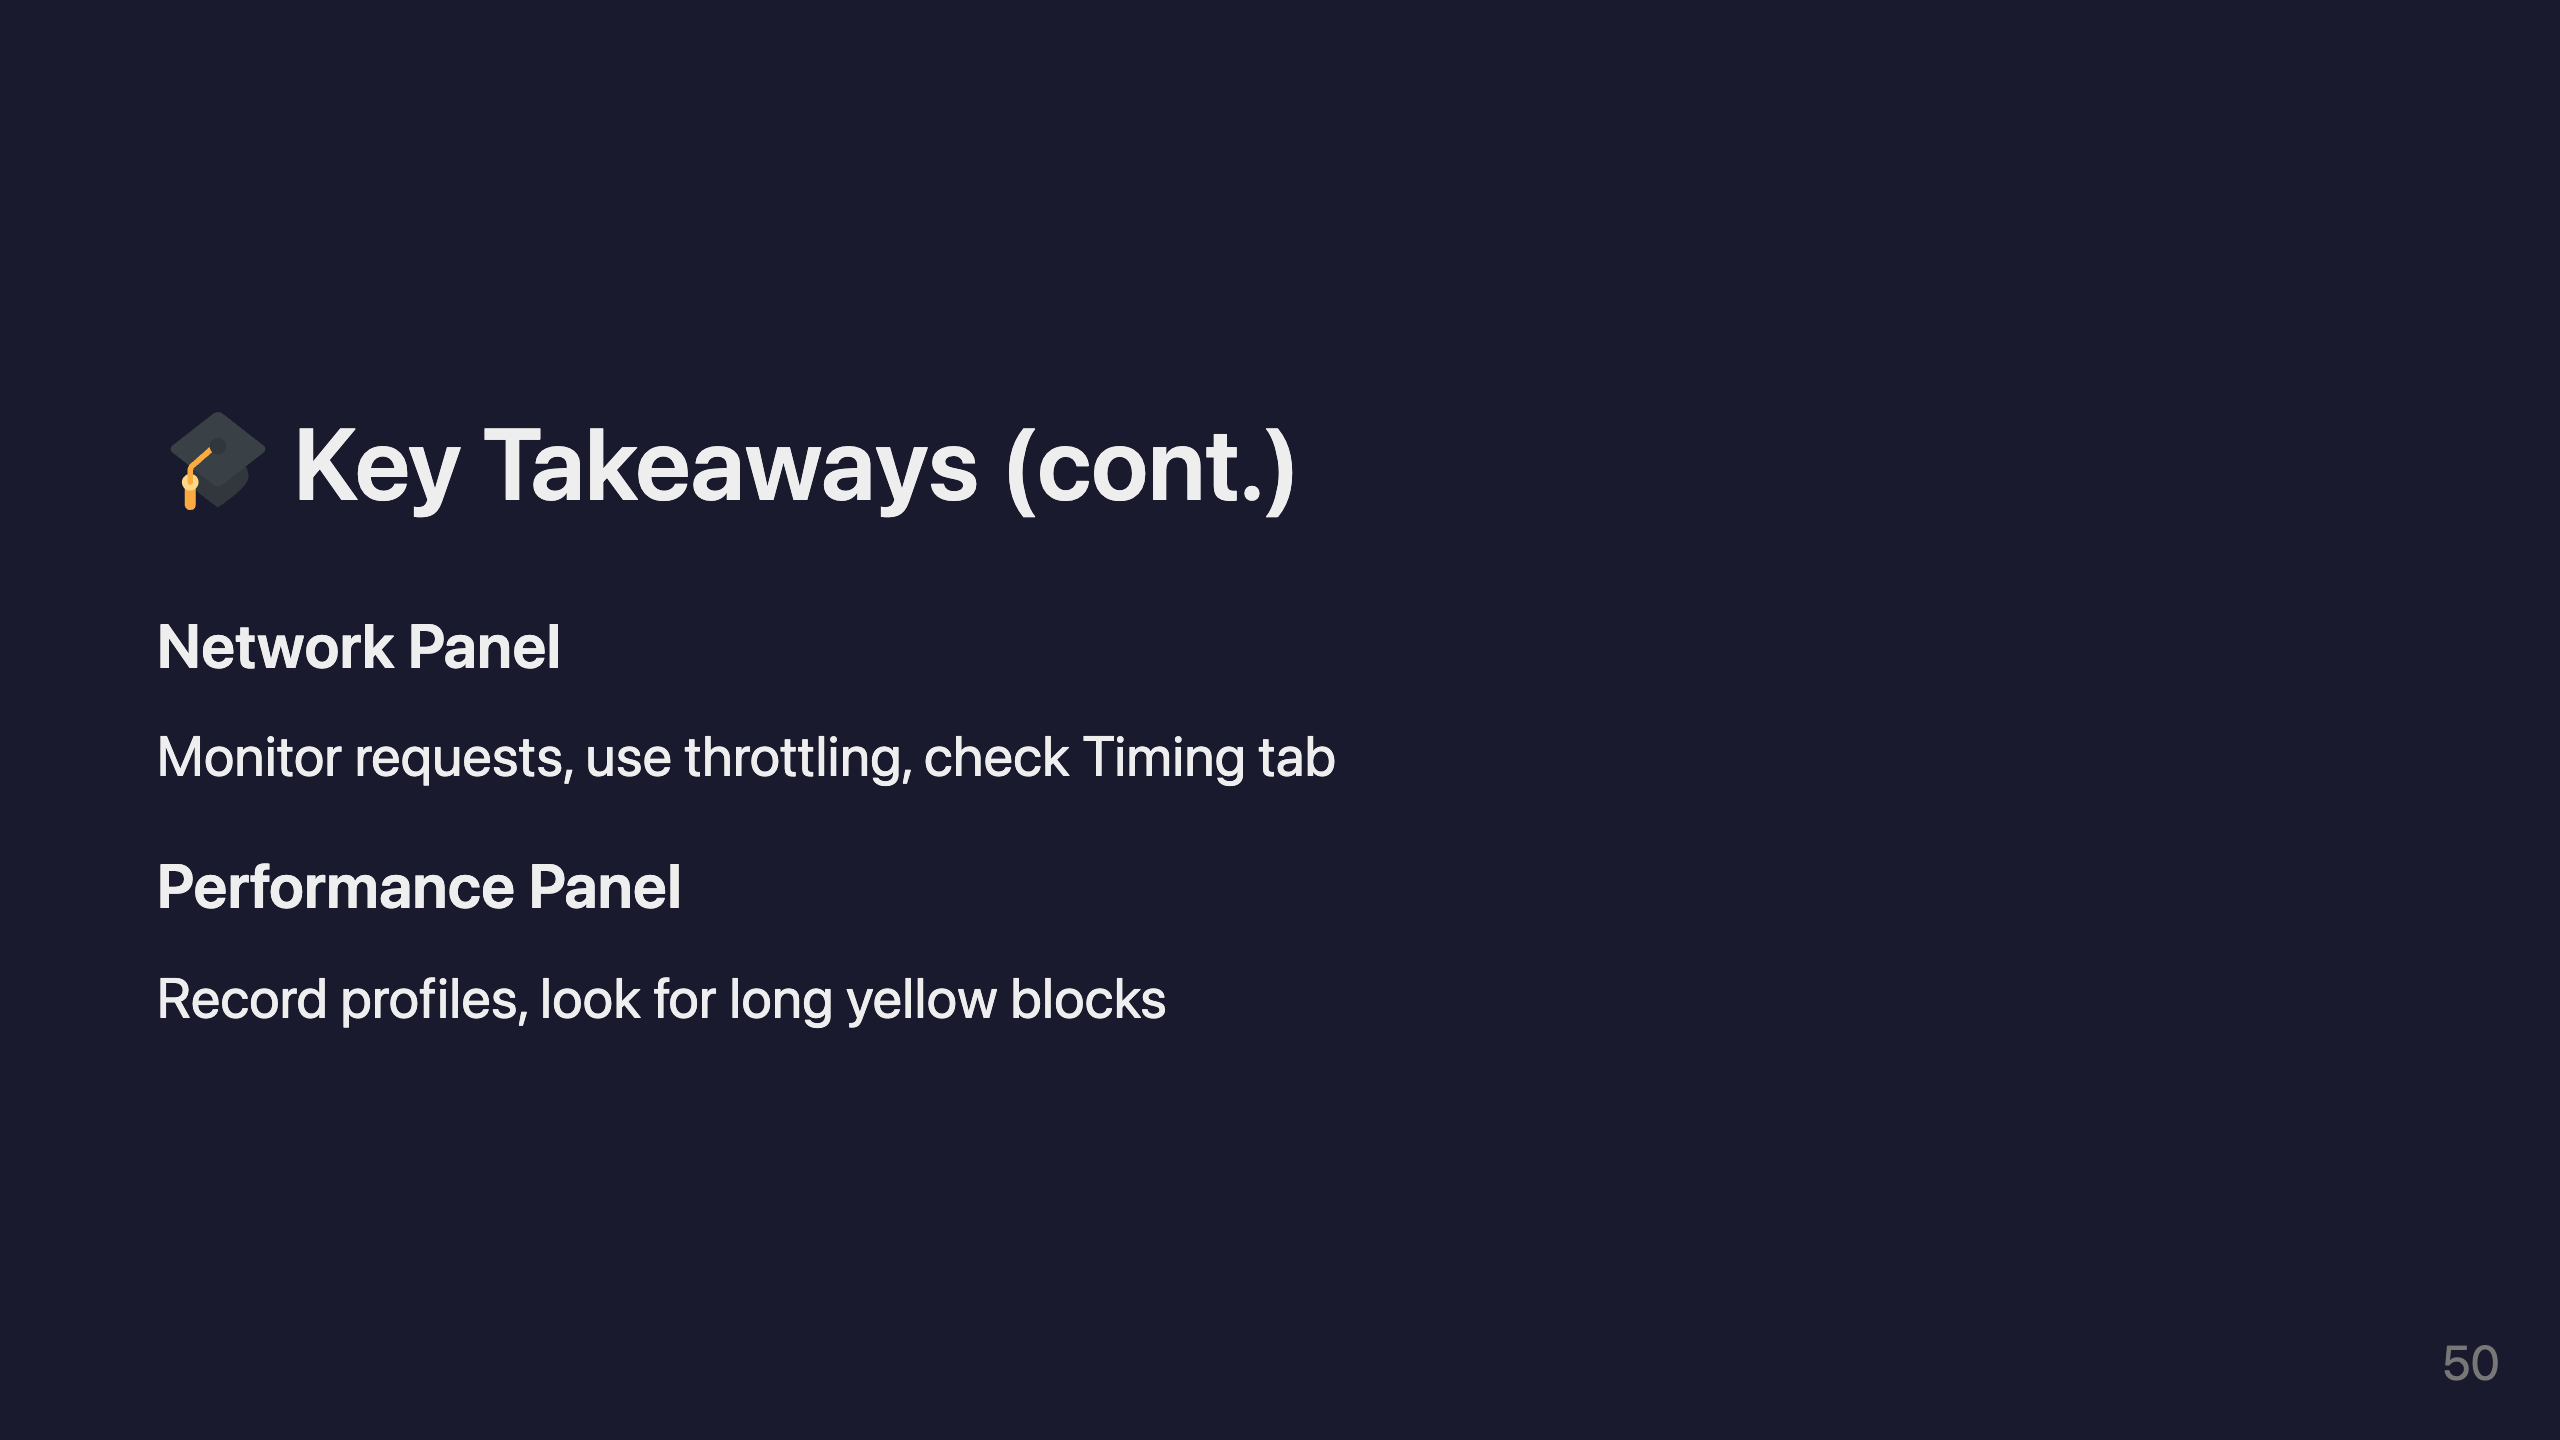 Key Takeaways (cont.)
Network Panel
Monitor requests, use throttling, check Timing tab
Performance Panel
Record profiles, look for long yellow blocks
50